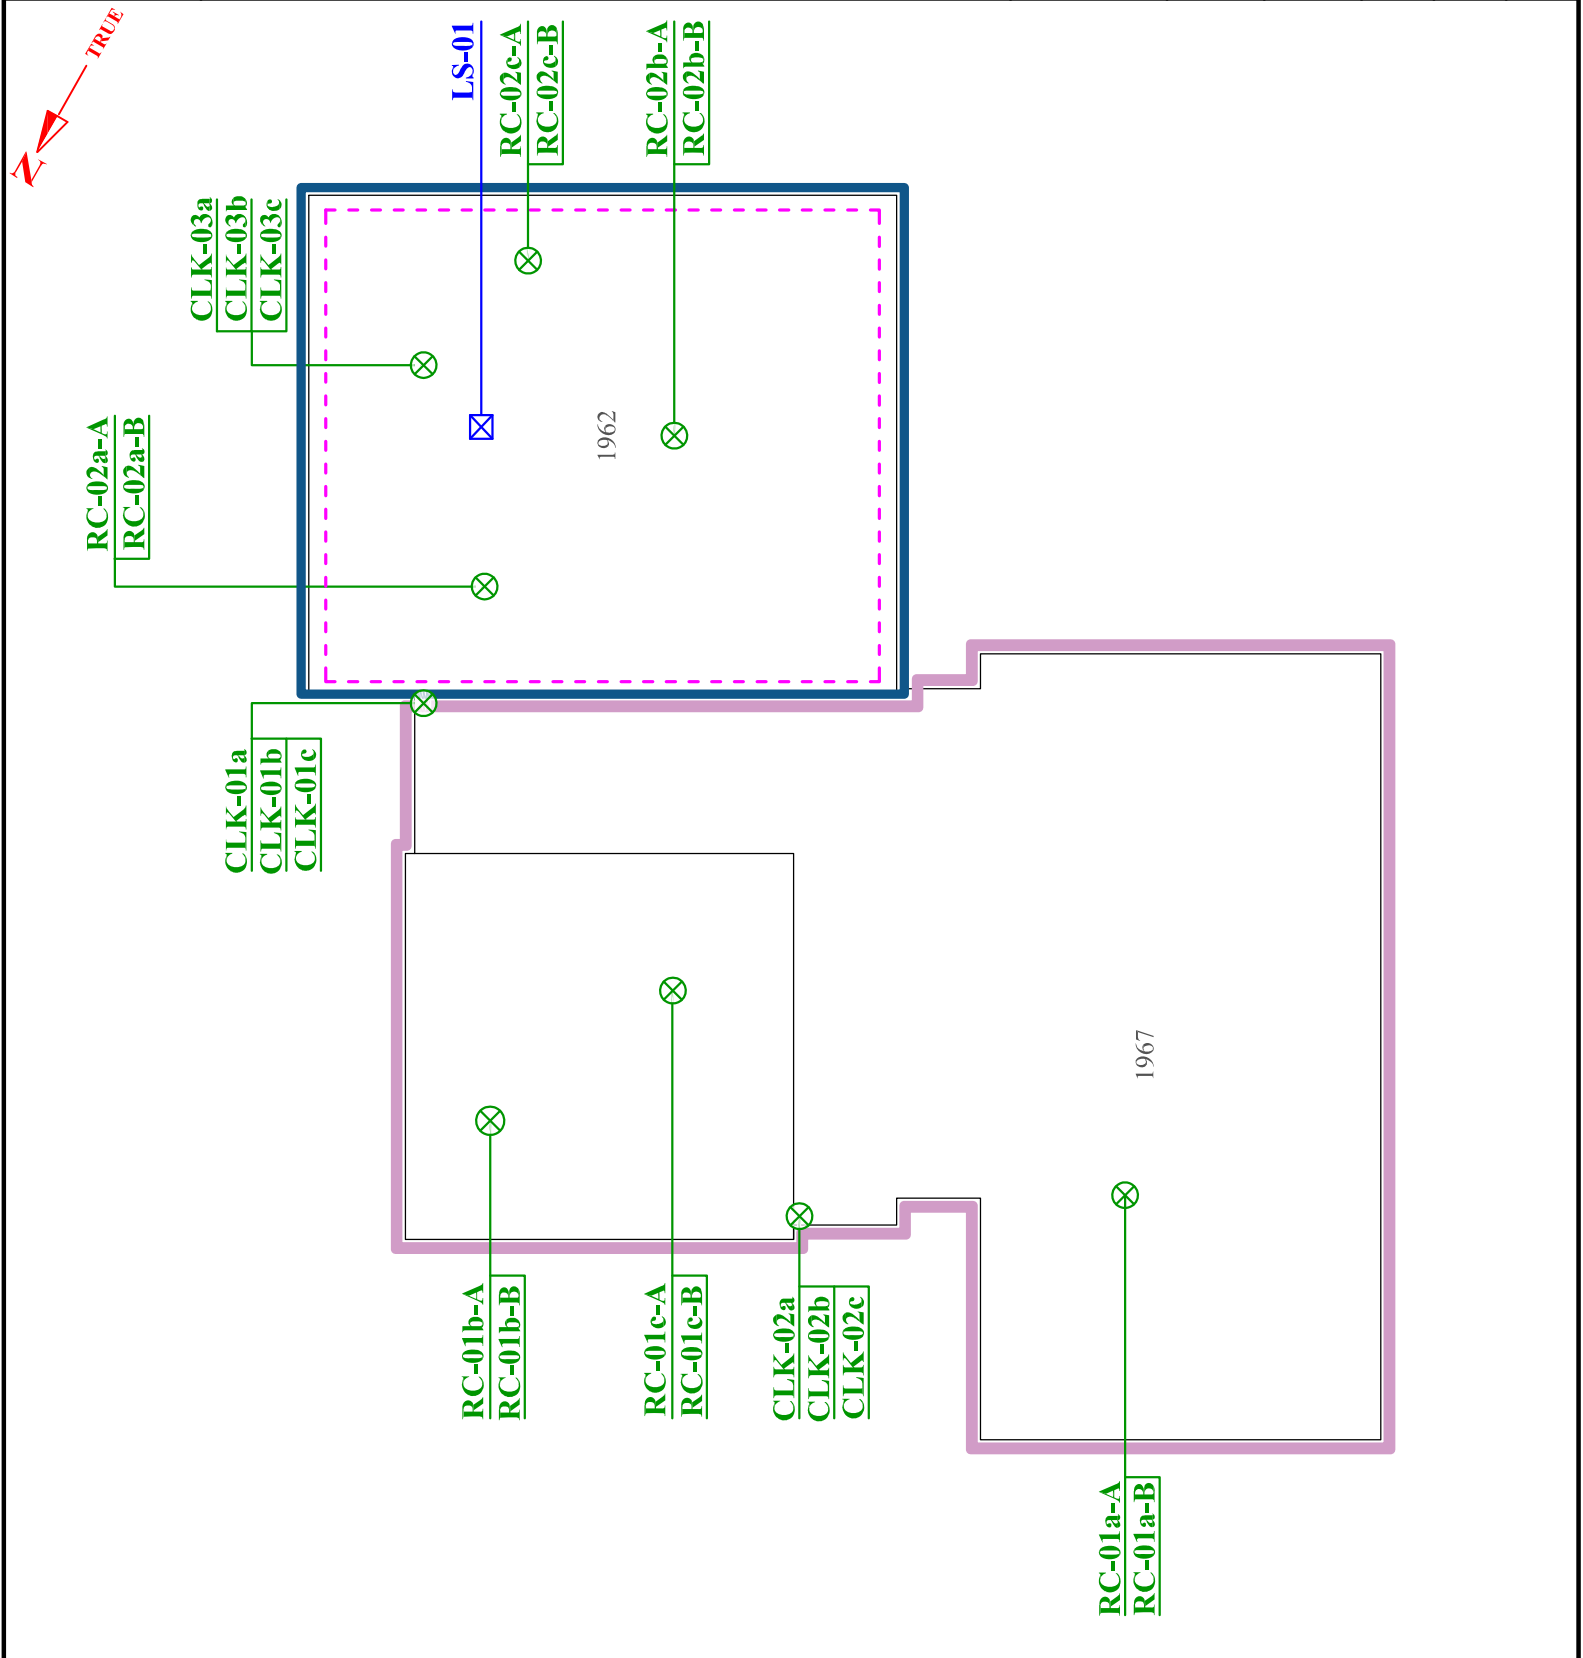 TRUE
N
LS-01
RC-02c-A
RC-02c-B
RC-02b-A
RC-02b-B
CLK-03a
CLK-03b
CLK-03c
RC-02a-A
RC-02a-B
1962
CLK-01a
CLK-01b
CLK-01c
1967
RC-01b-A
RC-01b-B
RC-01c-A
RC-01c-B
CLK-02a
CLK-02b
CLK-02c
RC-01a-A
RC-01a-B